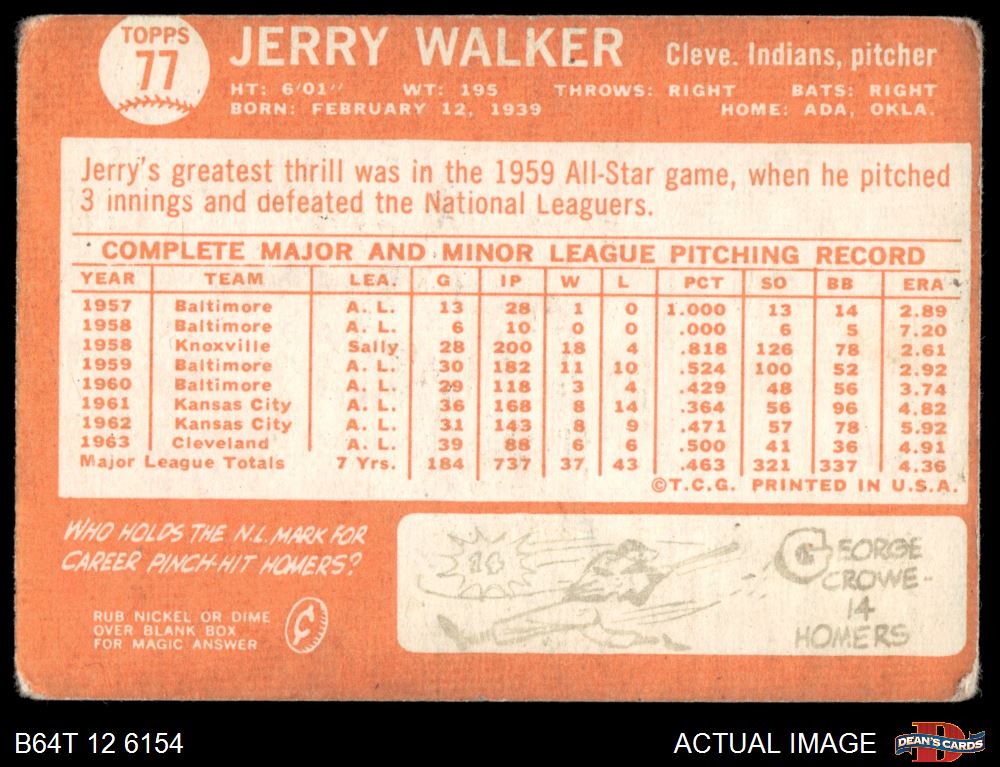 TOPPS
77
JERRY WALKER Cleve. Indians, pitcher
HT: 6'01" WT: 195 THROWS: RIGHT BATS: RIGHT
BORN: FEBRUARY 12, 1939 HOME: ADA, OKLA.
Jerry's greatest thrill was in the 1959 All-Star game, when he pitched
3 innings and defeated the National Leaguers.
COMPLETE MAJOR AND MINOR LEAGUE PITCHING RECORD
YEAR TEAM LEA. G IP W L PCT SO BB ERA
1957 Baltimore A. L. 13 28 1 0 1.000 13 14 2.89
1958 Baltimore A. L. 6 10 0 0 .000 6 5 7.20
1958 Knoxville Sally 28 200 18 4 .818 126 78 2.61
1959 Baltimore A. L. 30 182 11 10 .524 100 52 2.92
1960 Baltimore A. L. 29 118 3 4 .429 48 56 3.74
1961 Kansas City A. L. 36 168 8 14 .364 56 96 4.82
1962 Kansas City A. L. 31 143 8 9 .471 57 78 5.92
1963 Cleveland A. L. 39 88 6 6 .500 41 36 4.91
Major League Totals 7 Yrs. 184 737 37 43 .463 321 337 4.36
©T.C.G. PRINTED IN U.S.A.
WHO HOLDS THE N.L. MARK FOR
CAREER PINCH-HIT HOMERS?
RUB NICKEL OR DIME
OVER BLANK BOX
FOR MAGIC ANSWER
¢
GEORGE
CROWE-
14
HOMERS
B64T 12 6154 ACTUAL IMAGE DEAN'S CARDS